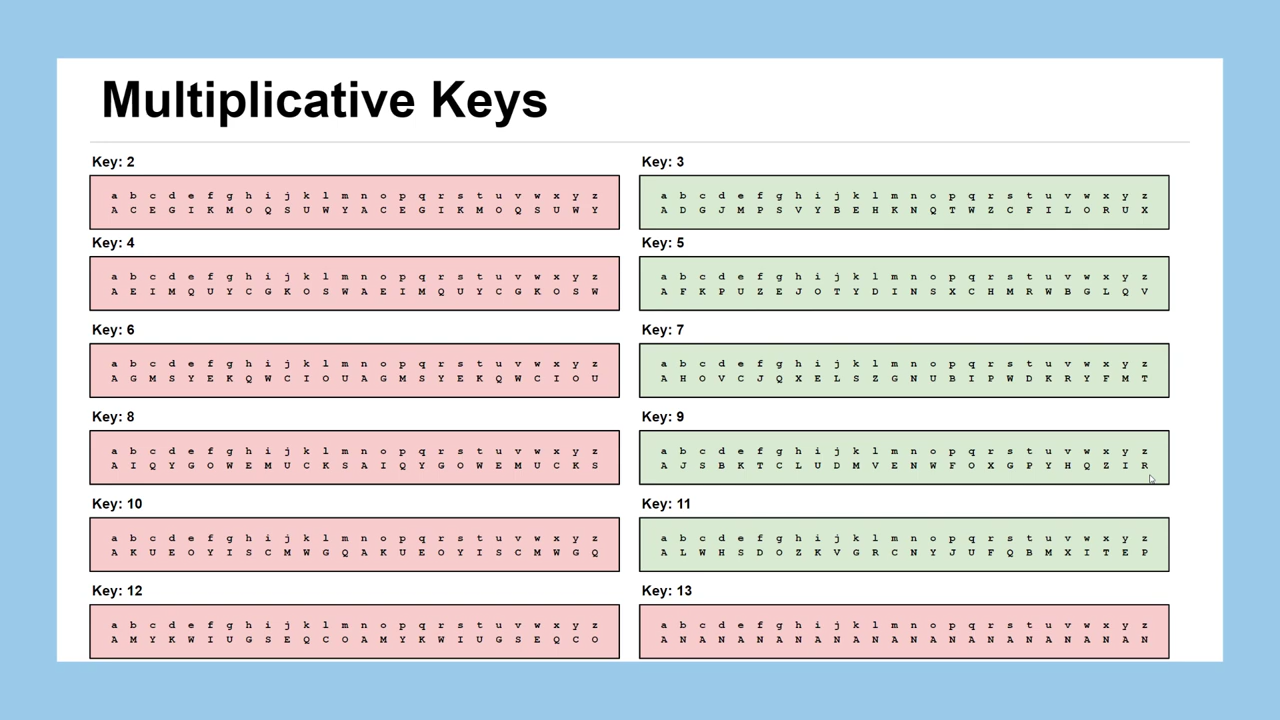 Multiplicative Keys
Key: 2
a b c d e f g h i j k l m n o p q r s t u v w x y z
A C E G I K M O Q S U W Y A C E G I K M O Q S U W Y
Key: 3
a b c d e f g h i j k l m n o p q r s t u v w x y z
A D G J M P S V Y B E H K N Q T W Z C F I L O R U X
Key: 4
a b c d e f g h i j k l m n o p q r s t u v w x y z
A E I M Q U Y C G K O S W A E I M Q U Y C G K O S W
Key: 5
a b c d e f g h i j k l m n o p q r s t u v w x y z
A F K P U Z E J O T Y D I N S X C H M R W B G L Q V
Key: 6
a b c d e f g h i j k l m n o p q r s t u v w x y z
A G M S Y E K Q W C I O U A G M S Y E K Q W C I O U
Key: 7
a b c d e f g h i j k l m n o p q r s t u v w x y z
A H O V C J Q X E L S Z G N U B I P W D K R Y F M T
Key: 8
a b c d e f g h i j k l m n o p q r s t u v w x y z
A I Q Y G O W E M U C K S A I Q Y G O W E M U C K S
Key: 9
a b c d e f g h i j k l m n o p q r s t u v w x y z
A J S B K T C L U D M V E N W F O X G P Y H Q Z I R
Key: 10
a b c d e f g h i j k l m n o p q r s t u v w x y z
A K U E O Y I S C M W G Q A K U E O Y I S C M W G Q
Key: 11
a b c d e f g h i j k l m n o p q r s t u v w x y z
A L W H S D O Z K V G R C N Y J U F Q B M X I T E P
Key: 12
a b c d e f g h i j k l m n o p q r s t u v w x y z
A M Y K W I U G S E Q C O A M Y K W I U G S E Q C O
Key: 13
a b c d e f g h i j k l m n o p q r s t u v w x y z
A N A N A N A N A N A N A N A N A N A N A N A N A N